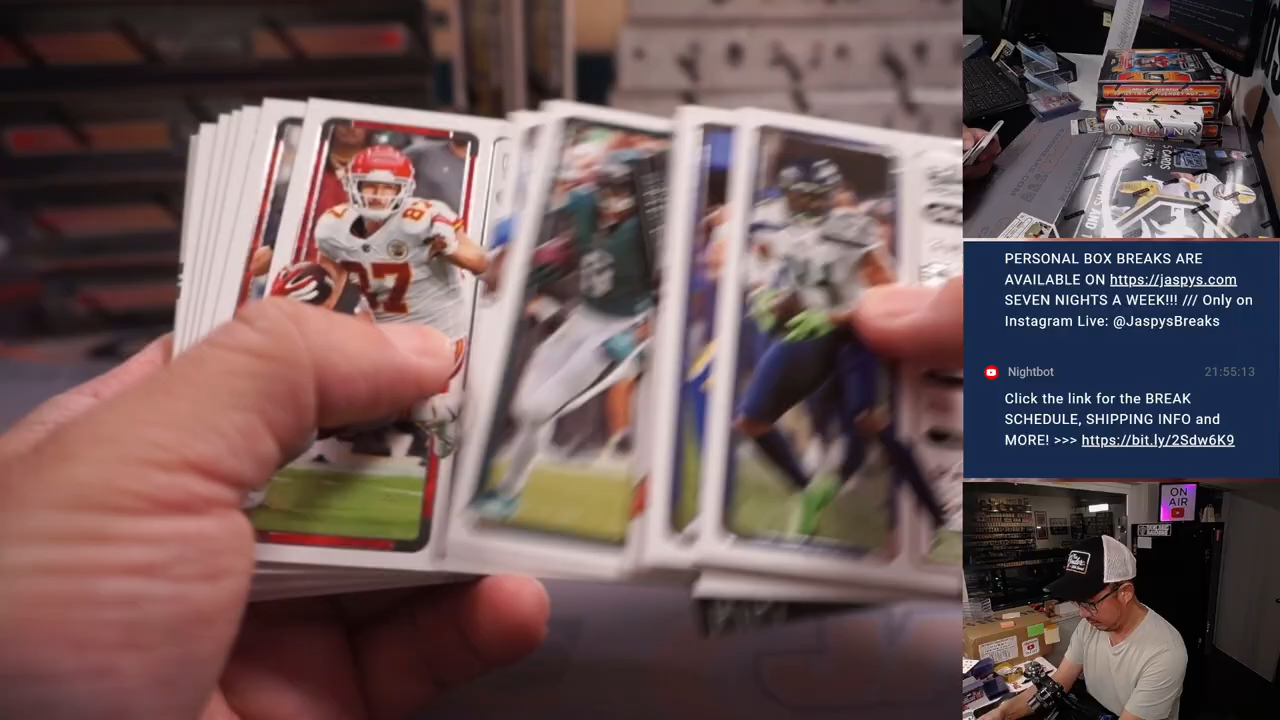 87
87
ORIGINS
PERSONAL BOX BREAKS ARE
AVAILABLE ON https://jaspys.com
SEVEN NIGHTS A WEEK!!! /// Only on
Instagram Live: @JaspysBreaks
Nightbot
21:55:13
Click the link for the BREAK
SCHEDULE, SHIPPING INFO and
MORE! >>> https://bit.ly/2Sdw6K9
ON
AIR